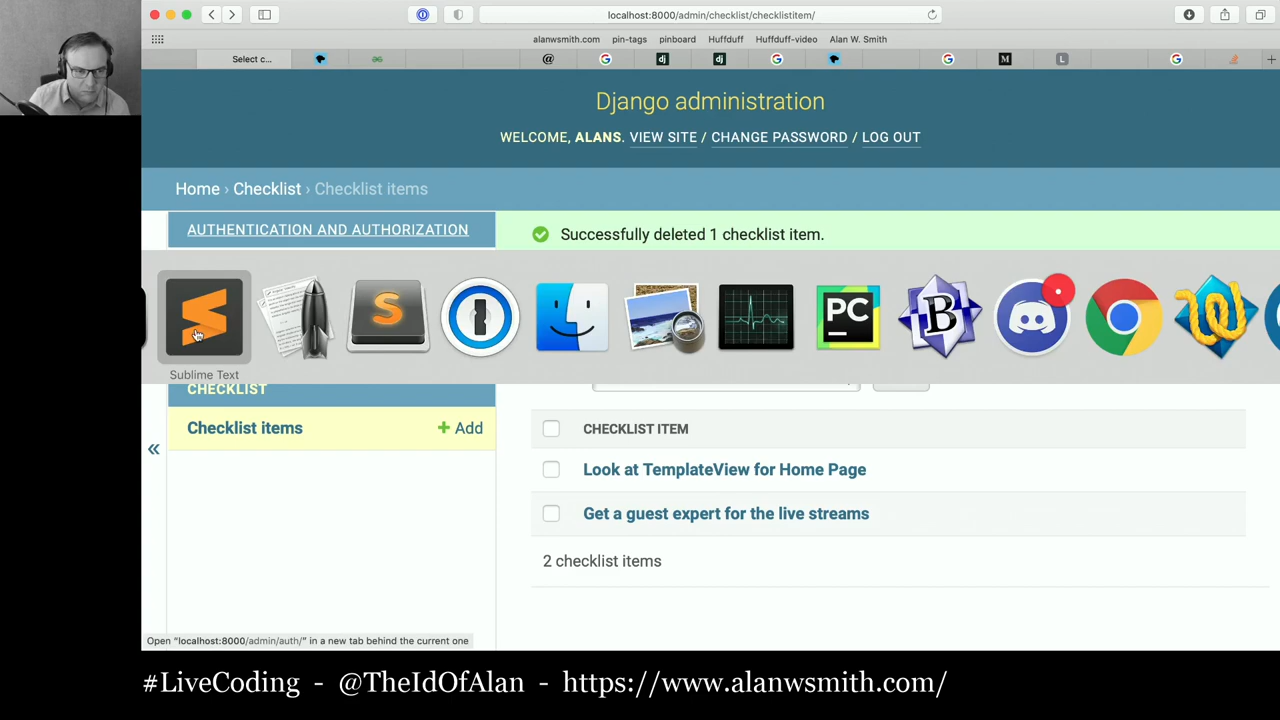 localhost:8000/admin/checklist/checklistitem/
alanwsmith.com pin-tags pinboard Huffduff Huffduff-video Alan W. Smith
Select c...
Django administration
WELCOME, ALANS. VIEW SITE / CHANGE PASSWORD / LOG OUT
Home › Checklist › Checklist items
AUTHENTICATION AND AUTHORIZATION
Successfully deleted 1 checklist item.
PC
Sublime Text
CHECKLIST
Checklist items + Add
«
CHECKLIST ITEM
Look at TemplateView for Home Page
Get a guest expert for the live streams
2 checklist items
Open “localhost:8000/admin/auth/” in a new tab behind the current one
#LiveCoding - @TheIdOfAlan - https://www.alanwsmith.com/